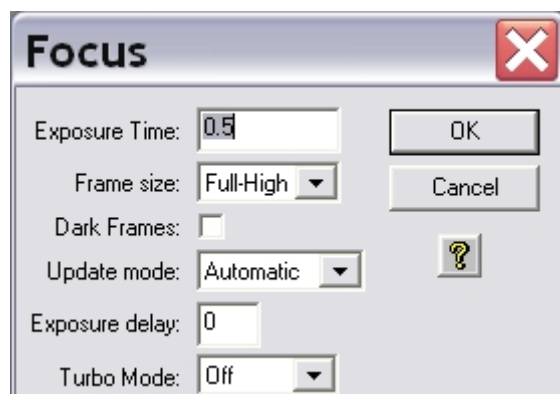 Focus
Exposure Time: 0.5 OK
Frame size: Full-High Cancel
Dark Frames:
Update mode: Automatic ?
Exposure delay: 0
Turbo Mode: Off